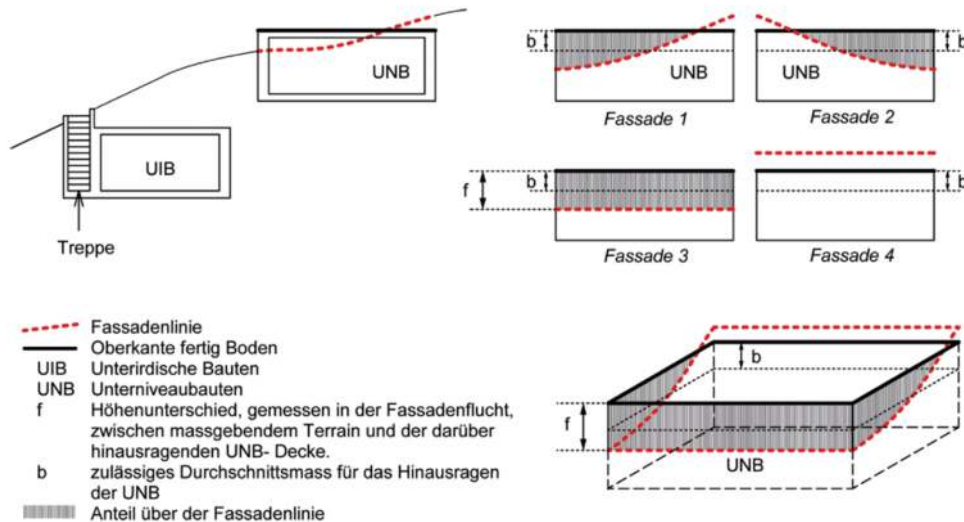 UNB
UIB
Treppe
b
UNB
Fassade 1
UNB
b
Fassade 2
f
b
Fassade 3
b
Fassade 4
Fassadenlinie
Oberkante fertig Boden
UIB Unterirdische Bauten
UNB Unterniveaubauten
f Höhenunterschied, gemessen in der Fassadenflucht,
zwischen massgebendem Terrain und der darüber
hinausragenden UNB- Decke.
b zulässiges Durchschnittsmass für das Hinausragen
der UNB
Anteil über der Fassadenlinie
b
f
UNB